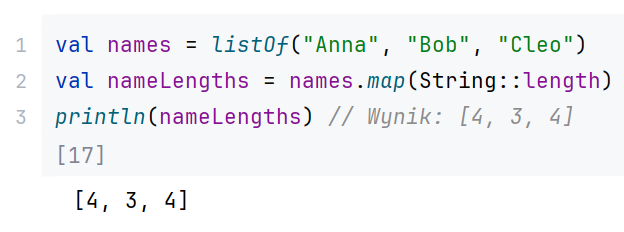 1 val names = listOf("Anna", "Bob", "Cleo")
2 val nameLengths = names.map(String::length)
3 println(nameLengths) // Wynik: [4, 3, 4]
[17]
[4, 3, 4]